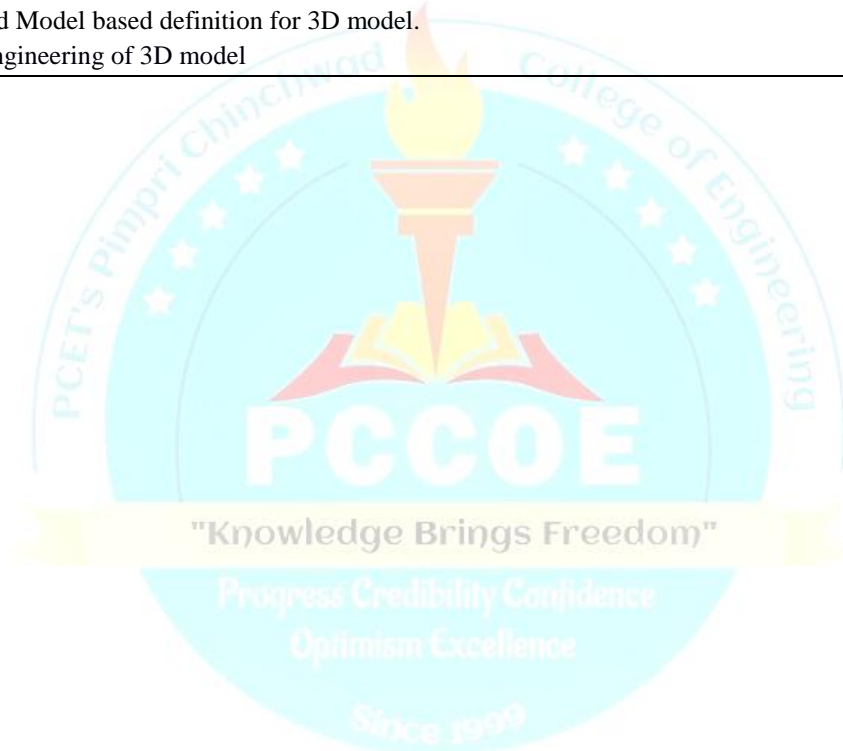 d Model based definition for 3D model.
ngineering of 3D model
PCET's Pimpri Chinchwad College of Engineering
PCCOE
"Knowledge Brings Freedom"
Progress Credibility Confidence
Optimism Excellence
Since 1999